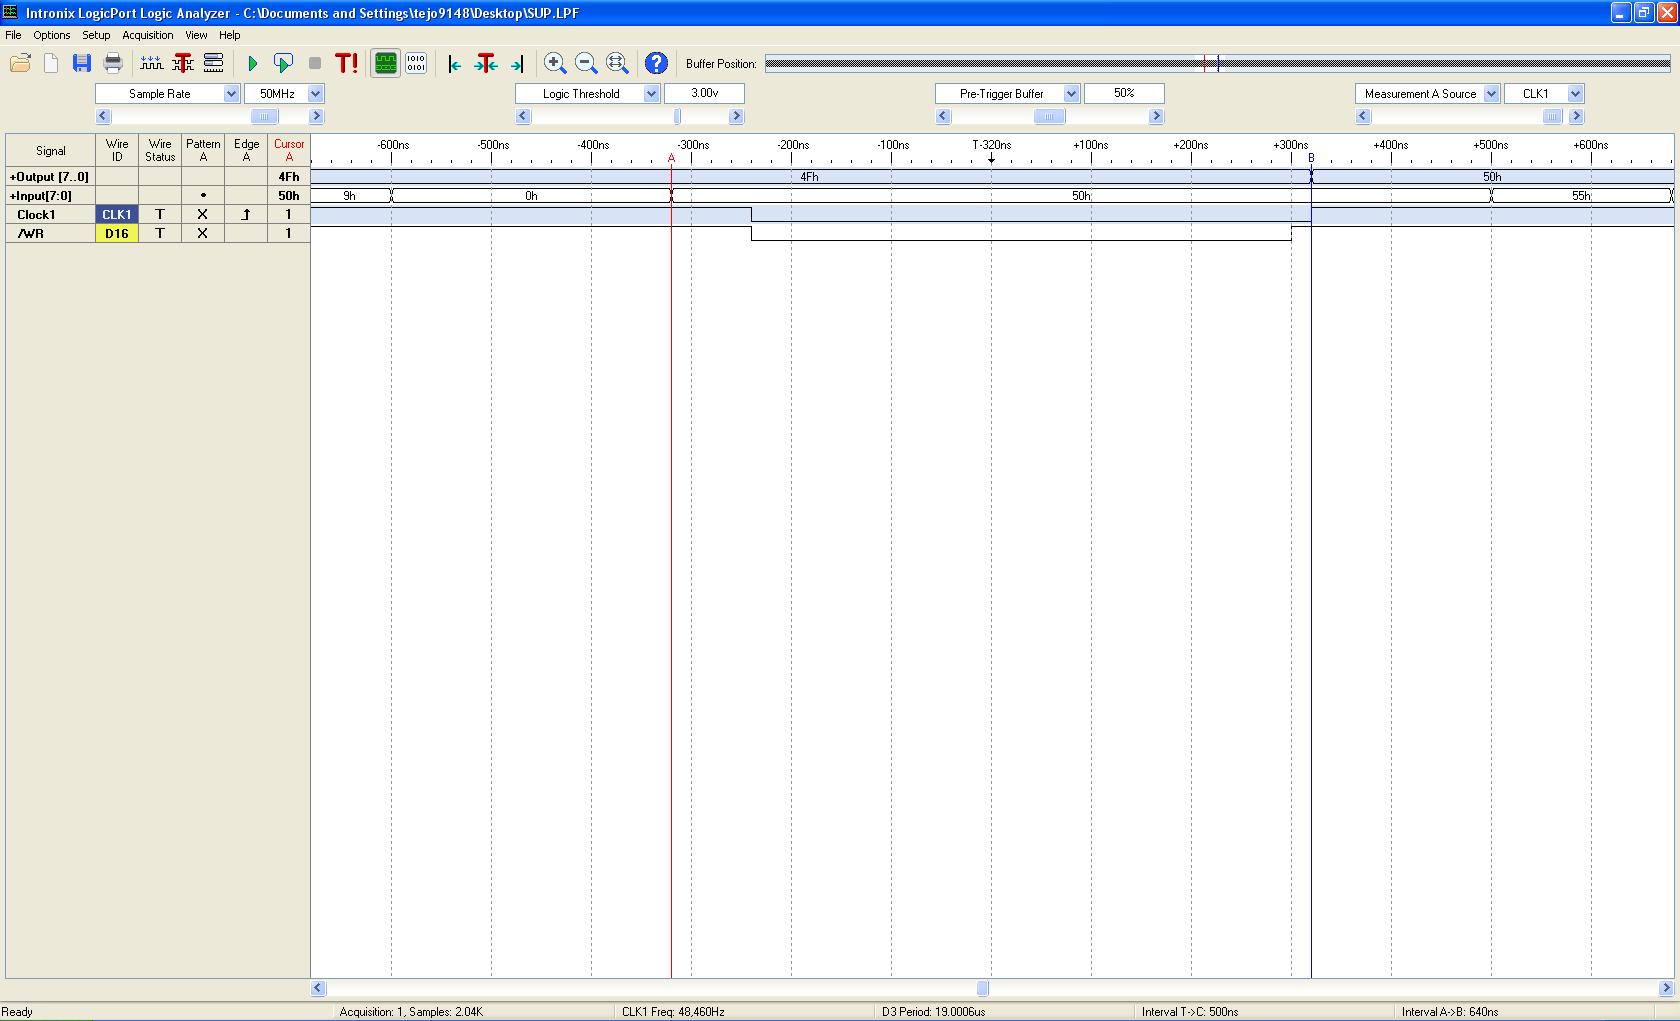 Intronix LogicPort Logic Analyzer - C:\Documents and Settings\tejo9148\Desktop\SUP.LPF
File Options Setup Acquisition View Help
T! 1010 0101 ? Buffer Position:
Sample Rate 50MHz Logic Threshold 3.00v Pre-Trigger Buffer 50% Measurement A Source CLK1
Signal Wire ID Wire Status Pattern A Edge A Cursor A
-600ns -500ns -400ns -300ns -200ns -100ns T-320ns +100ns +200ns +300ns +400ns +500ns +600ns
A B
+Output [7..0] 4Fh 4Fh 50h
+Input[7:0] • 50h 9h 0h 50h 55h
Clock1 CLK1 T X 1
/WR D16 T X 1
Ready Acquisition: 1, Samples: 2.04K CLK1 Freq: 48,460Hz D3 Period: 19.0006us Interval T->C: 500ns Interval A->B: 640ns